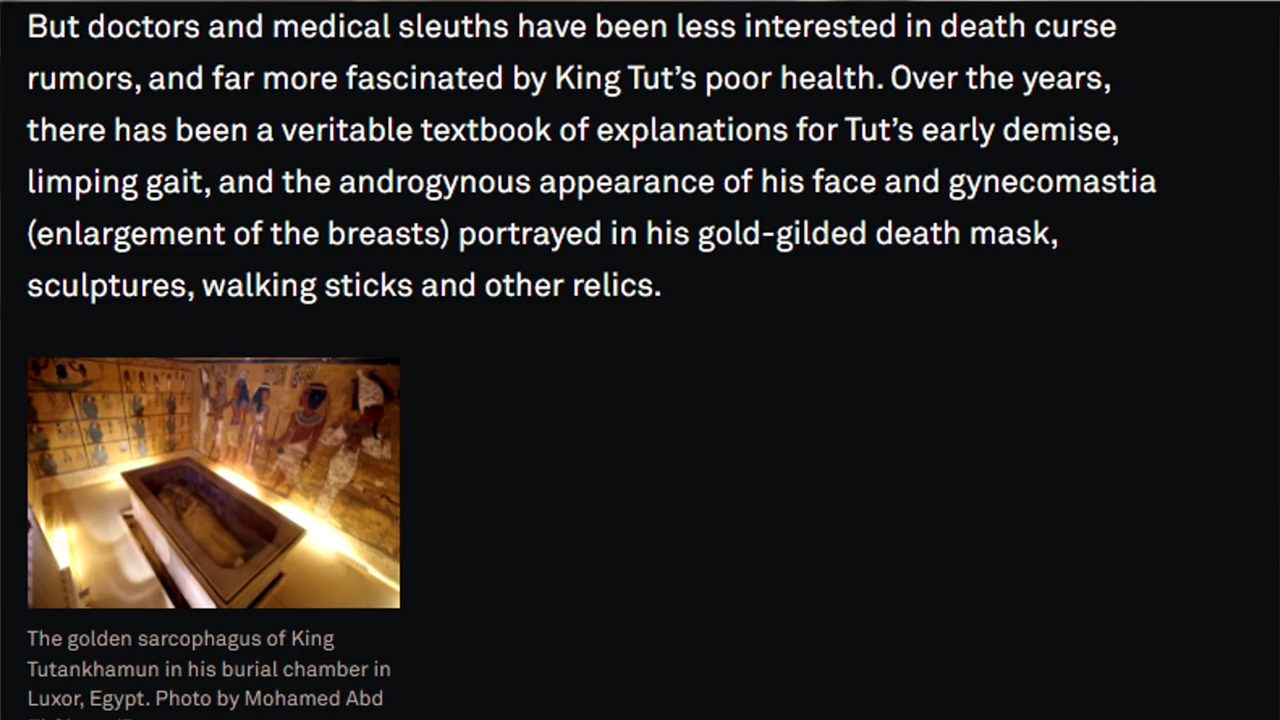 But doctors and medical sleuths have been less interested in death curse
rumors, and far more fascinated by King Tut’s poor health. Over the years,
there has been a veritable textbook of explanations for Tut’s early demise,
limping gait, and the androgynous appearance of his face and gynecomastia
(enlargement of the breasts) portrayed in his gold-gilded death mask,
sculptures, walking sticks and other relics.
The golden sarcophagus of King
Tutankhamun in his burial chamber in
Luxor, Egypt. Photo by Mohamed Abd